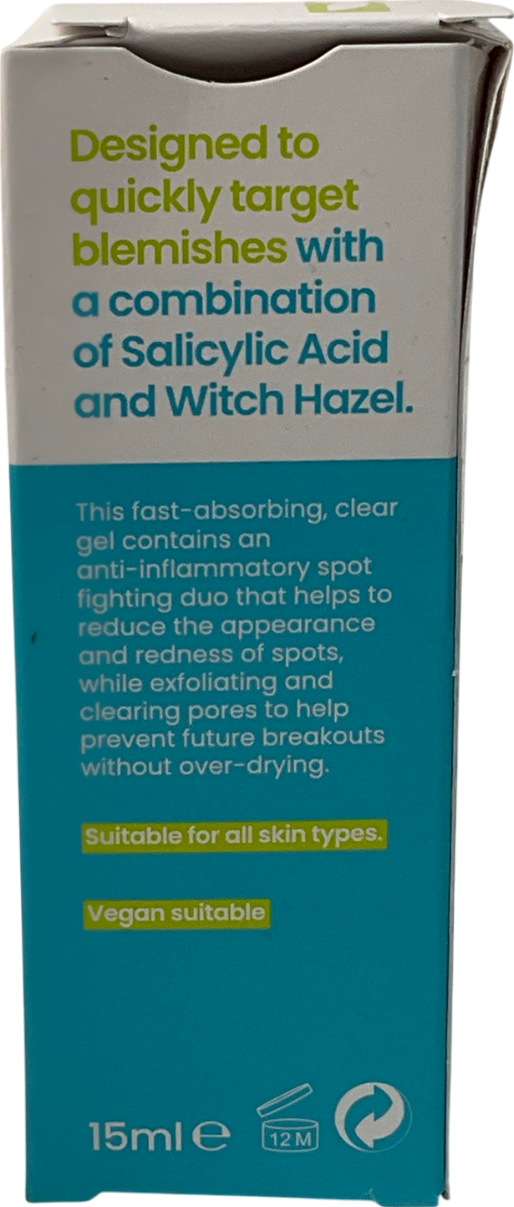 Designed to
quickly target
blemishes with
a combination
of Salicylic Acid
and Witch Hazel.
This fast-absorbing, clear
gel contains an
anti-inflammatory spot
fighting duo that helps to
reduce the appearance
and redness of spots,
while exfoliating and
clearing pores to help
prevent future breakouts
without over-drying.
Suitable for all skin types.
Vegan suitable
15ml ℮
12 M